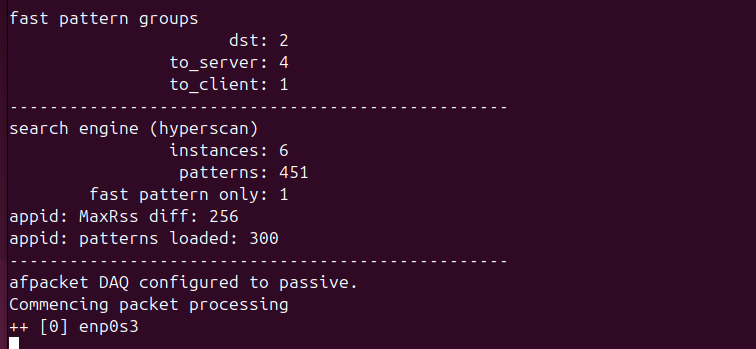 fast pattern groups
dst: 2
to_server: 4
to_client: 1
--------------------------------------------------
search engine (hyperscan)
instances: 6
patterns: 451
fast pattern only: 1
appid: MaxRss diff: 256
appid: patterns loaded: 300
--------------------------------------------------
afpacket DAQ configured to passive.
Commencing packet processing
++ [0] enp0s3